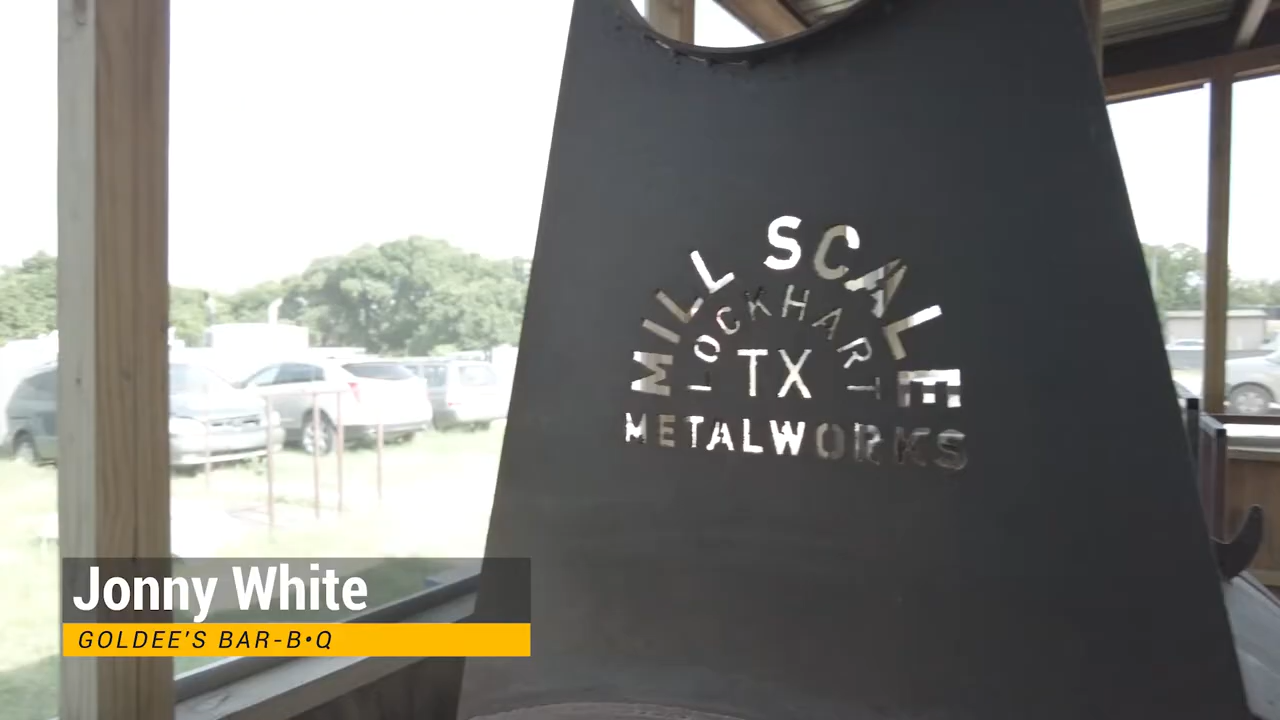 MILL SCALE
LOCKHART
TX
METALWORKS
Jonny White
GOLDEE'S BAR-B•Q